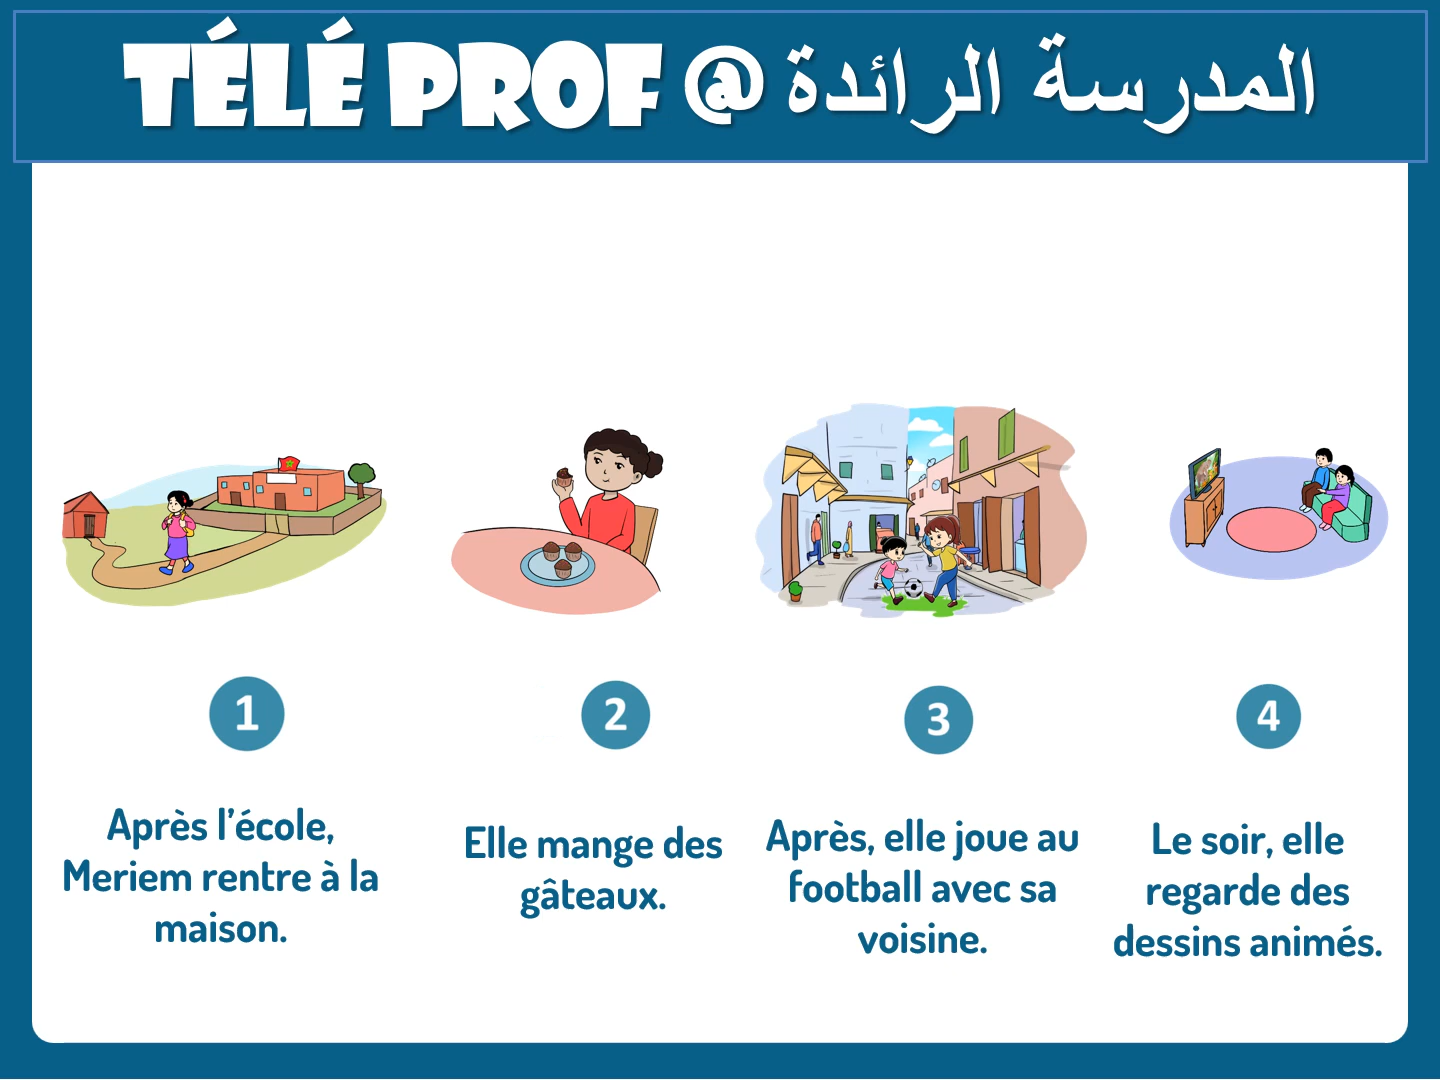 TÉLÉ PROF @ المدرسة الرائدة
1
Après l’école,
Meriem rentre à la
maison.
2
Elle mange des
gâteaux.
3
Après, elle joue au
football avec sa
voisine.
4
Le soir, elle
regarde des
dessins animés.